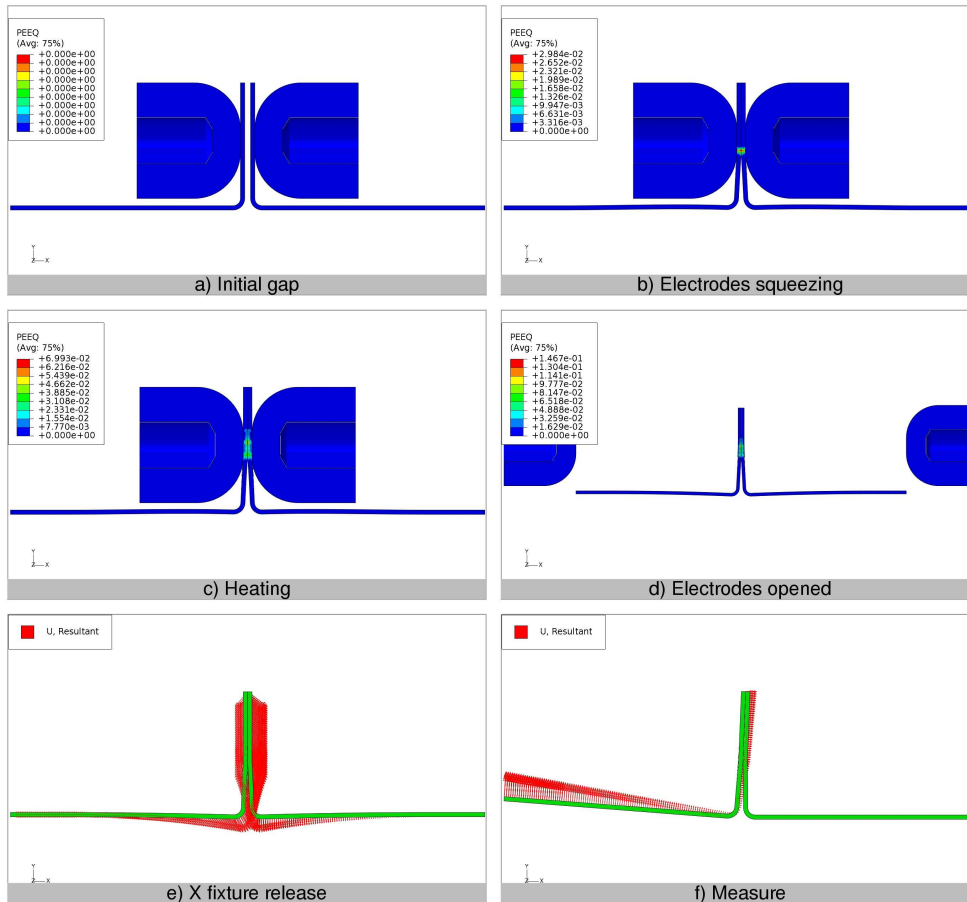 PEEQ
(Avg: 75%)
+0.000e+00
+0.000e+00
+0.000e+00
+0.000e+00
+0.000e+00
+0.000e+00
+0.000e+00
+0.000e+00
+0.000e+00
+0.000e+00
Y
Z X
a) Initial gap
PEEQ
(Avg: 75%)
+2.984e-02
+2.652e-02
+2.321e-02
+1.989e-02
+1.658e-02
+1.326e-02
+9.947e-03
+6.631e-03
+3.316e-03
+0.000e+00
Y
Z X
b) Electrodes squeezing
PEEQ
(Avg: 75%)
+6.993e-02
+6.216e-02
+5.439e-02
+4.662e-02
+3.885e-02
+3.108e-02
+2.331e-02
+1.554e-02
+7.770e-03
+0.000e+00
Y
Z X
c) Heating
PEEQ
(Avg: 75%)
+1.467e-01
+1.304e-01
+1.141e-01
+9.777e-02
+8.147e-02
+6.518e-02
+4.888e-02
+3.259e-02
+1.629e-02
+0.000e+00
Y
Z X
d) Electrodes opened
U, Resultant
Y
Z X
e) X fixture release
U, Resultant
Y
Z X
f) Measure